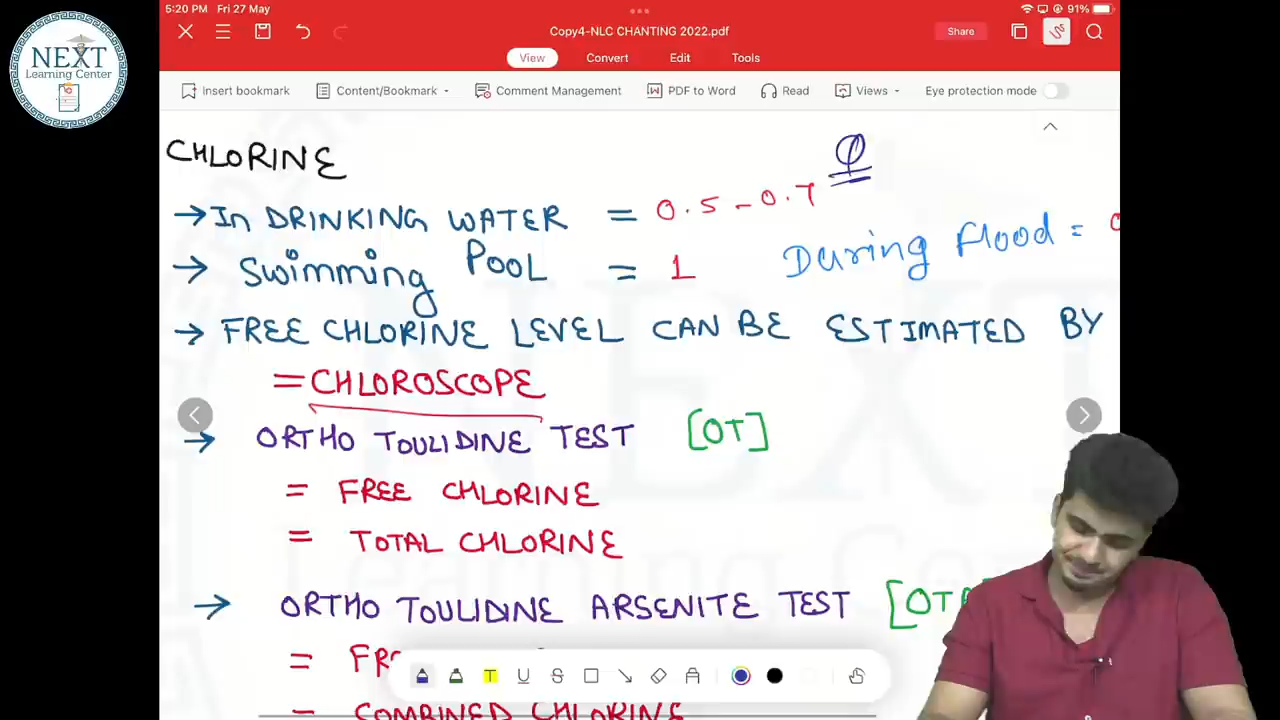 5:20 PM Fri 27 May
91%
NEXT
Learning Center
Copy4-NLC CHANTING 2022.pdf
Share
View
Convert
Edit
Tools
Insert bookmark
Content/Bookmark
Comment Management
PDF to Word
Read
Views
Eye protection mode
CHLORINE
→ In DRINKING WATER = 0.5 - 0.7
→ Swimming POOL = 1
During Flood =
→ FREE CHLORINE LEVEL CAN BE ESTIMATED BY
= CHLOROSCOPE
→ ORTHO TOULIDINE TEST [OT]
= FREE CHLORINE
= TOTAL CHLORINE
→ ORTHO TOULIDINE ARSENITE TEST
= COMBINED CHLORINE